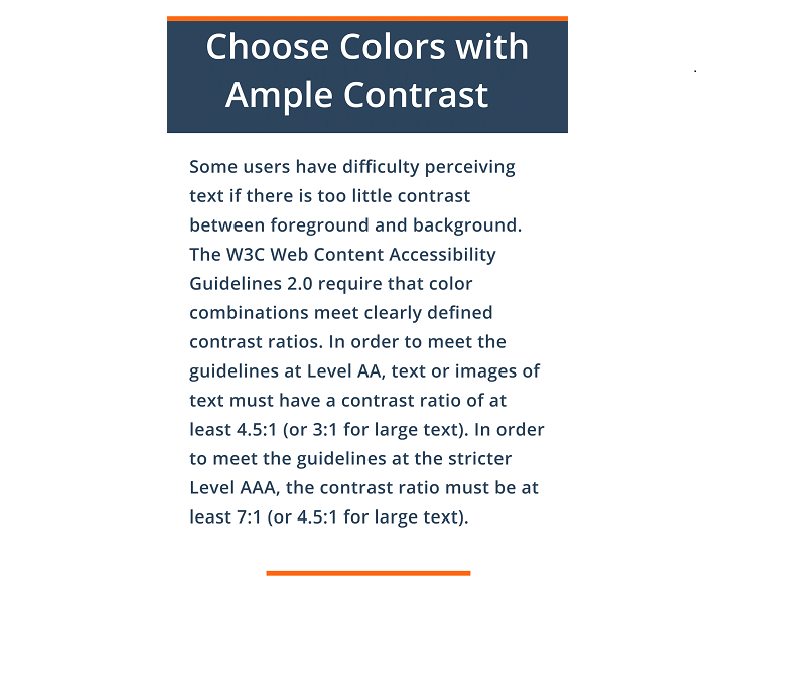 Choose Colors with
Ample Contrast
Some users have difficulty perceiving
text if there is too little contrast
between foreground and background.
The W3C Web Content Accessibility
Guidelines 2.0 require that color
combinations meet clearly defined
contrast ratios. In order to meet the
guidelines at Level AA, text or images of
text must have a contrast ratio of at
least 4.5:1 (or 3:1 for large text). In order
to meet the guidelines at the stricter
Level AAA, the contrast ratio must be at
least 7:1 (or 4.5:1 for large text).